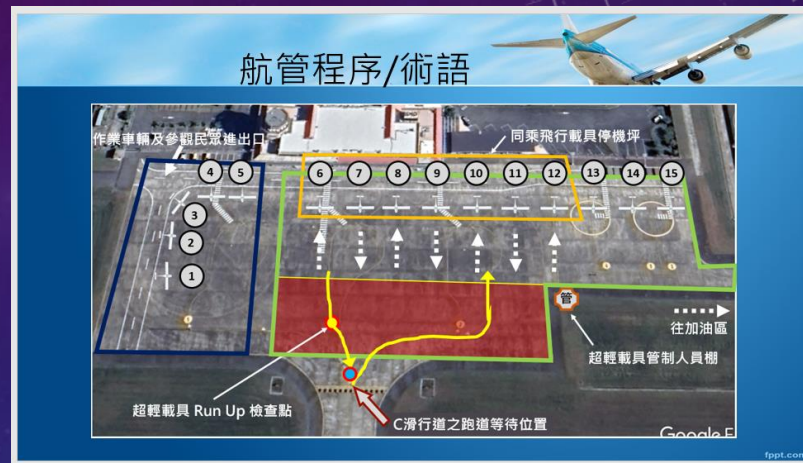 航管程序/術語
作業車輛及參觀民眾進出口
同乘飛行載具停機坪
4 5 6 7 8 9 10 11 12 13 14 15
3
2
1
管
往加油區
超輕載具管制人員棚
超輕載具 Run Up 檢查點
C滑行道之跑道等待位置
Google E
fppt.com